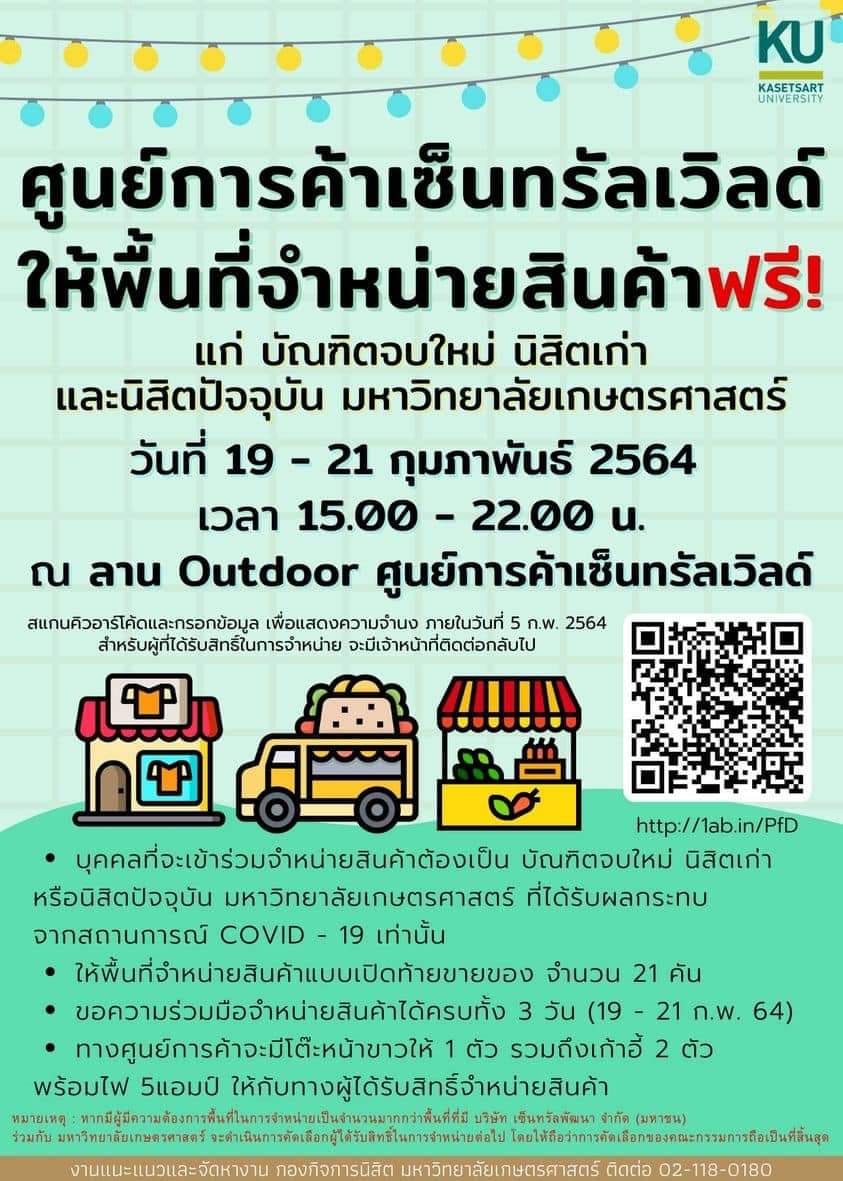 KU
KASETSART
UNIVERSITY
ศูนย์การค้าเซ็นทรัลเวิลด์
ให้พื้นที่จำหน่ายสินค้าฟรี!
แก่ บัณฑิตจบใหม่ นิสิตเก่า
และนิสิตปัจจุบัน มหาวิทยาลัยเกษตรศาสตร์
วันที่ 19 - 21 กุมภาพันธ์ 2564
เวลา 15.00 - 22.00 น.
ณ ลาน Outdoor ศูนย์การค้าเซ็นทรัลเวิลด์
สแกนคิวอาร์โค้ดและกรอกข้อมูล เพื่อแสดงความจำนง ภายในวันที่ 5 ก.พ. 2564
สำหรับผู้ที่ได้รับสิทธิ์ในการจำหน่าย จะมีเจ้าหน้าที่ติดต่อกลับไป
http://1ab.in/PfD
• บุคคลที่จะเข้าร่วมจำหน่ายสินค้าต้องเป็น บัณฑิตจบใหม่ นิสิตเก่า
หรือนิสิตปัจจุบัน มหาวิทยาลัยเกษตรศาสตร์ ที่ได้รับผลกระทบ
จากสถานการณ์ COVID - 19 เท่านั้น
• ให้พื้นที่จำหน่ายสินค้าแบบเปิดท้ายขายของ จำนวน 21 คัน
• ขอความร่วมมือจำหน่ายสินค้าได้ครบทั้ง 3 วัน (19 - 21 ก.พ. 64)
• ทางศูนย์การค้าจะมีโต๊ะหน้าขาวให้ 1 ตัว รวมถึงเก้าอี้ 2 ตัว
พร้อมไฟ 5แอมป์ ให้กับทางผู้ได้รับสิทธิ์จำหน่ายสินค้า
หมายเหตุ : หากมีผู้มีความต้องการพื้นที่ในการจำหน่ายเป็นจำนวนมากกว่าพื้นที่ที่มี บริษัท เซ็นทรัลพัฒนา จำกัด (มหาชน)
ร่วมกับ มหาวิทยาลัยเกษตรศาสตร์ จะดำเนินการคัดเลือกผู้ได้รับสิทธิ์ในการจำหน่ายต่อไป โดยให้ถือว่าการคัดเลือกของคณะกรรมการถือเป็นที่สิ้นสุด
งานแนะแนวและจัดหางาน กองกิจการนิสิต มหาวิทยาลัยเกษตรศาสตร์ ติดต่อ 02-118-0180